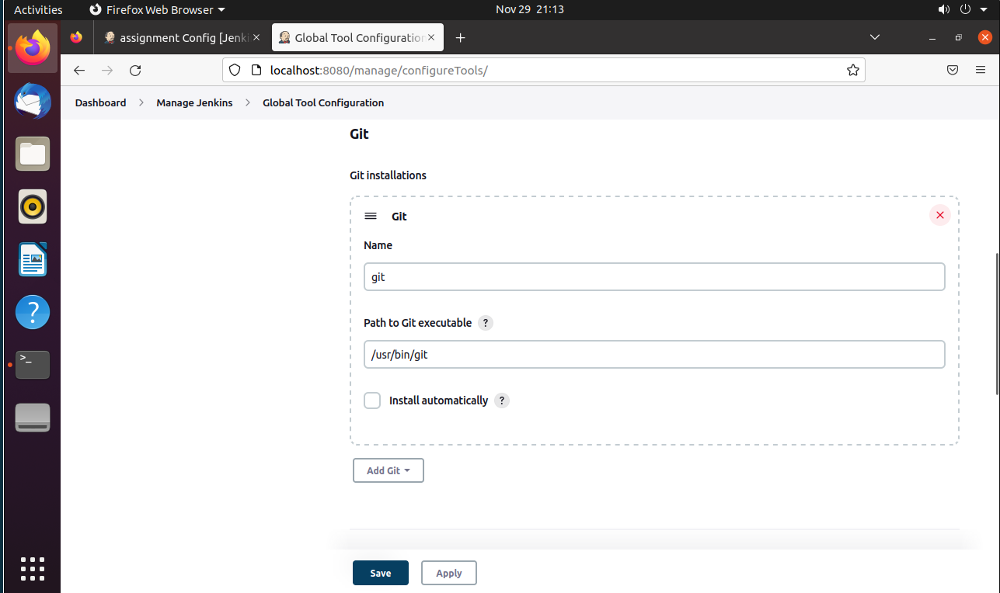 Activities Firefox Web Browser Nov 29 21:13
assignment Config [Jenki Global Tool Configuration
localhost:8080/manage/configureTools/
Dashboard Manage Jenkins Global Tool Configuration
Git
Git installations
Git
Name
git
Path to Git executable ?
/usr/bin/git
Install automatically ?
Add Git
Save Apply